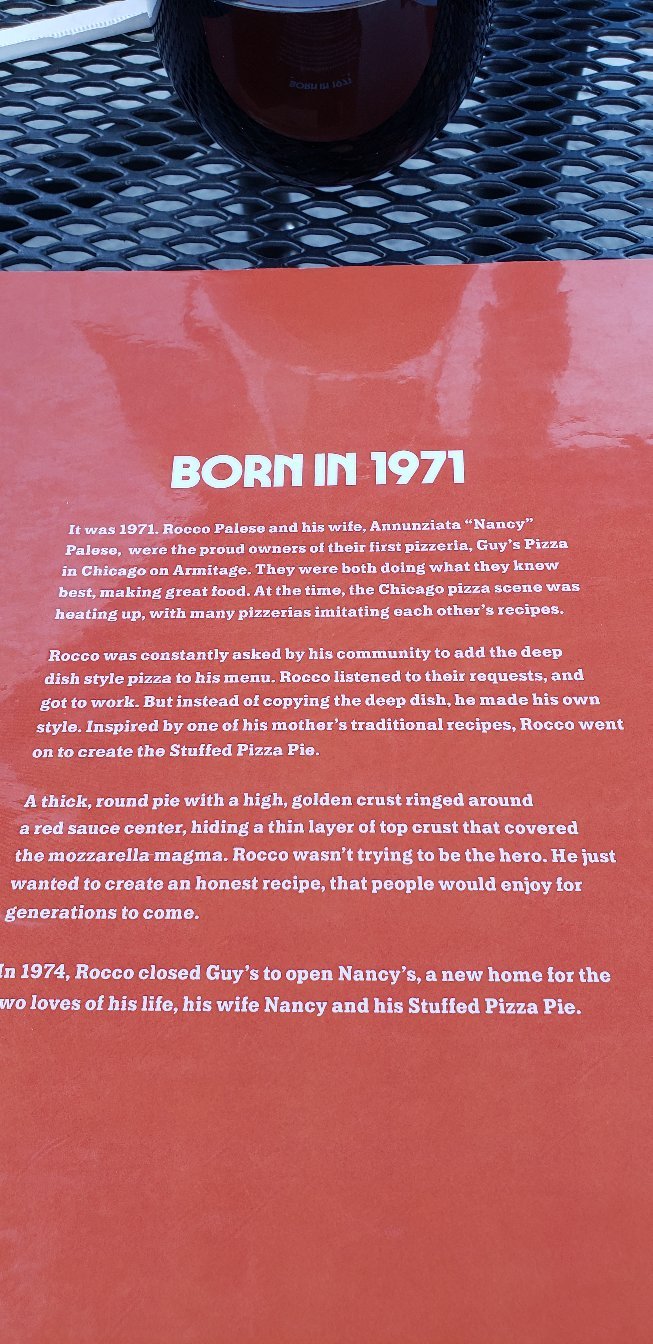 BORN IN 1971
BORN IN 1971
It was 1971. Rocco Palese and his wife, Annunziata “Nancy”
Palese, were the proud owners of their first pizzeria, Guy’s Pizza
in Chicago on Armitage. They were both doing what they knew
best, making great food. At the time, the Chicago pizza scene was
heating up, with many pizzerias imitating each other’s recipes.
Rocco was constantly asked by his community to add the deep
dish style pizza to his menu. Rocco listened to their requests, and
got to work. But instead of copying the deep dish, he made his own
style. Inspired by one of his mother’s traditional recipes, Rocco went
on to create the Stuffed Pizza Pie.
A thick, round pie with a high, golden crust ringed around
a red sauce center, hiding a thin layer of top crust that covered
the mozzarella magma. Rocco wasn’t trying to be the hero. He just
wanted to create an honest recipe, that people would enjoy for
generations to come.
In 1974, Rocco closed Guy’s to open Nancy’s, a new home for the
wo loves of his life, his wife Nancy and his Stuffed Pizza Pie.